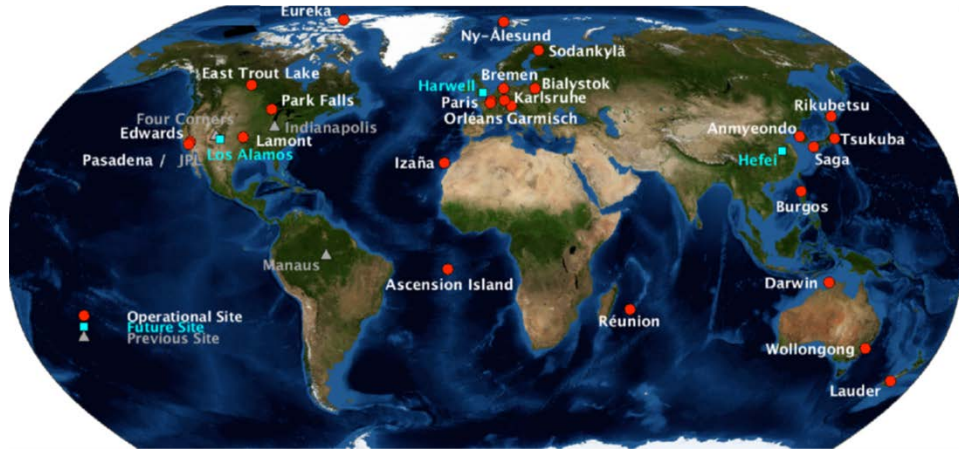 Eureka
Ny-Ålesund
Sodankylä
East Trout Lake
Harwell
Bremen
Bialystok
Park Falls
Paris
Karlsruhe
Four Corners
Indianapolis
Orléans Garmisch
Rikubetsu
Edwards
Lamont
Anmyeondo
Tsukuba
Pasadena / JPL
Los Alamos
Izaña
Hefei
Saga
Burgos
Manaus
Ascension Island
Darwin
Réunion
Operational Site
Future Site
Previous Site
Wollongong
Lauder